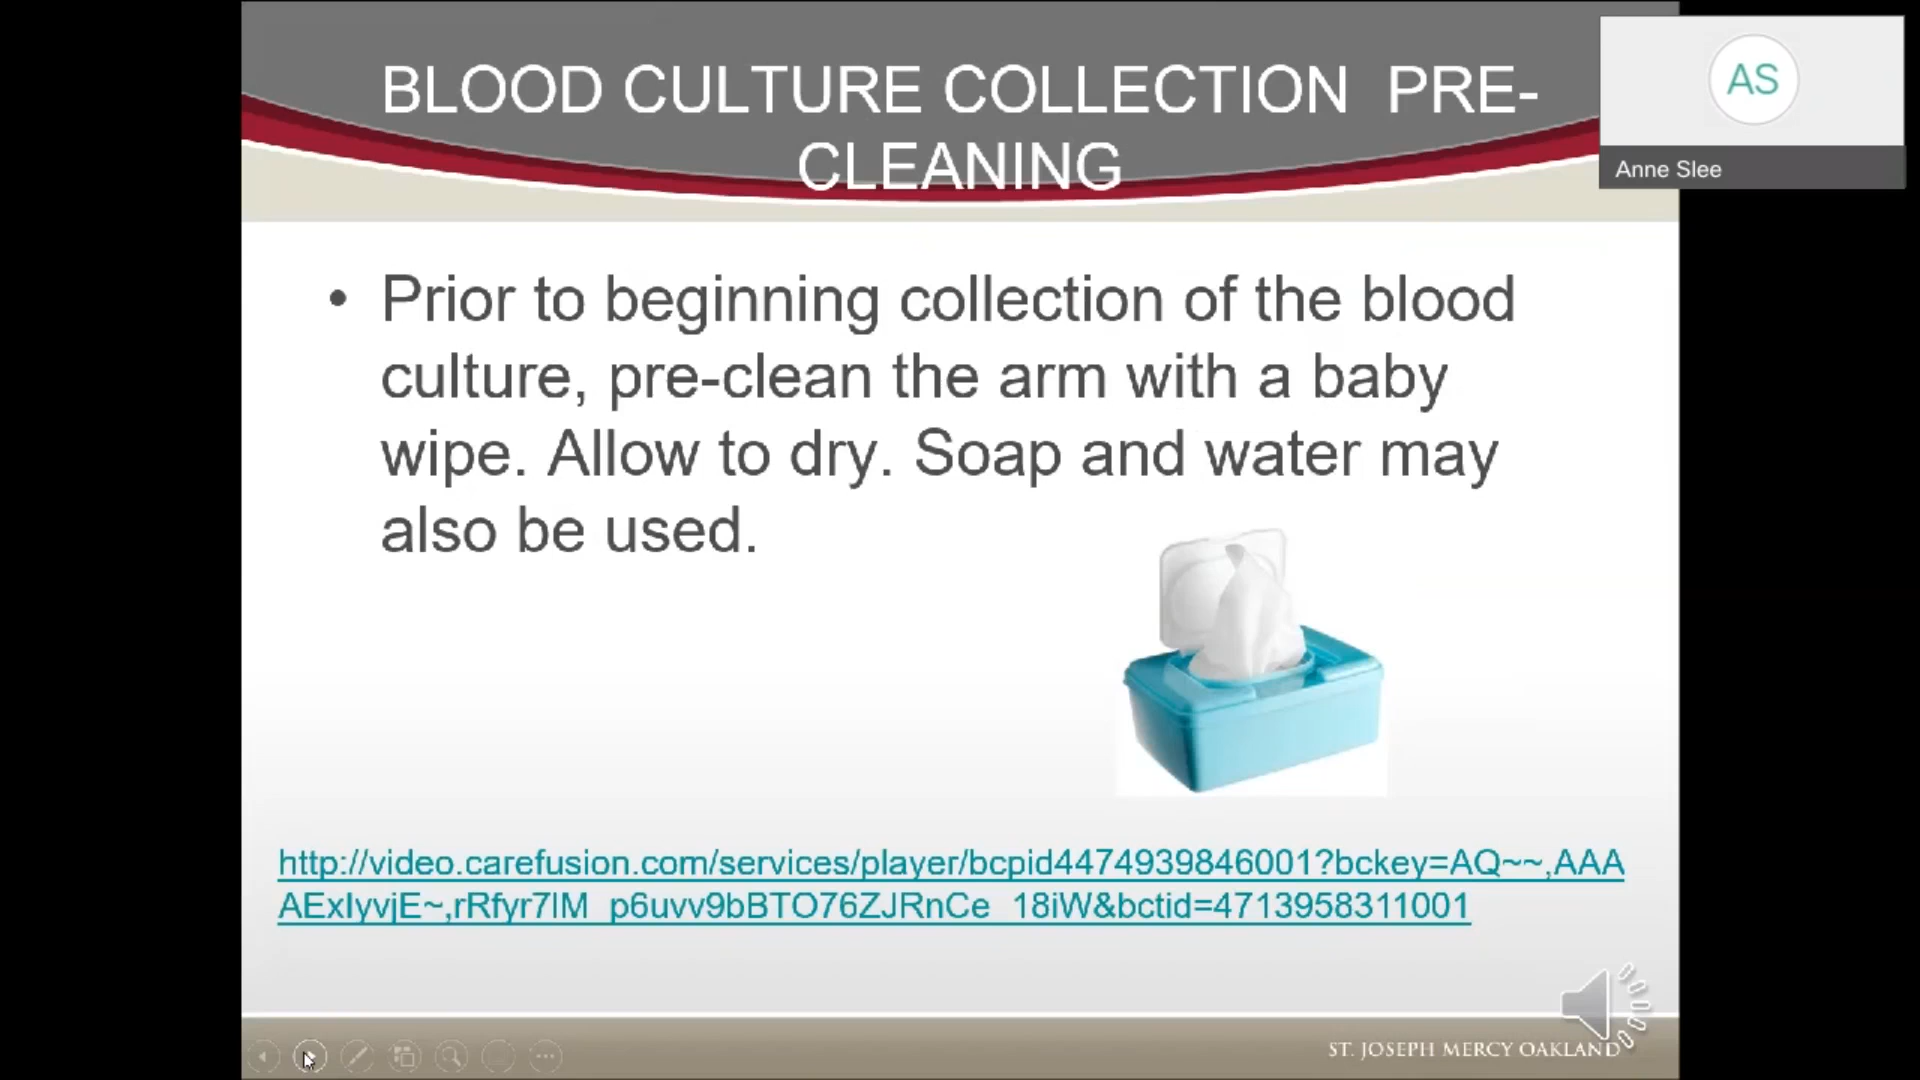 BLOOD CULTURE COLLECTION PRE-
CLEANING
AS
Anne Slee
• Prior to beginning collection of the blood
culture, pre-clean the arm with a baby
wipe. Allow to dry. Soap and water may
also be used.
http://video.carefusion.com/services/player/bcpid4474939846001?bckey=AQ~~,AAA
AExIyvjE~,rRfyr7lM_p6uvv9bBTO76ZJRnCe_18iW&bctid=4713958311001
ST. JOSEPH MERCY OAKLAND